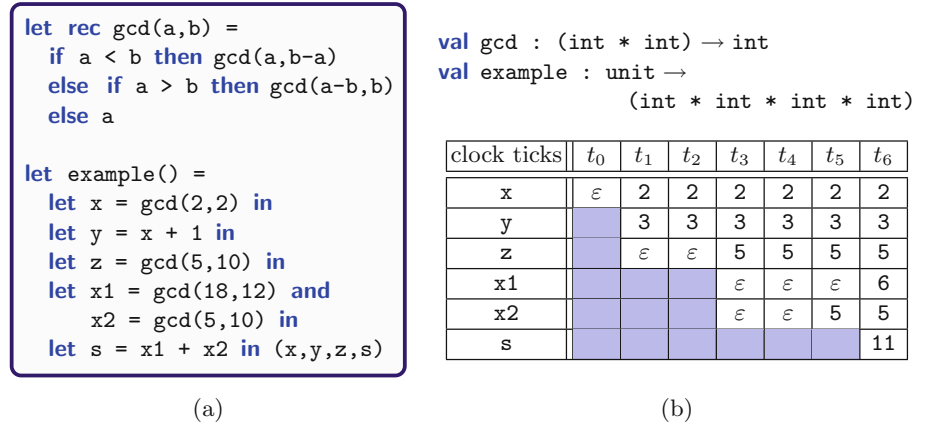 let rec gcd(a,b) =
if a < b then gcd(a,b-a)
else if a > b then gcd(a-b,b)
else a
let example() =
let x = gcd(2,2) in
let y = x + 1 in
let z = gcd(5,10) in
let x1 = gcd(18,12) and
x2 = gcd(5,10) in
let s = x1 + x2 in (x,y,z,s)
(a)
val gcd : (int * int) → int
val example : unit →
(int * int * int * int)
clock ticks t₀ t₁ t₂ t₃ t₄ t₅ t₆
x ε 2 2 2 2 2 2
y 3 3 3 3 3 3
z ε ε 5 5 5 5
x1 ε ε ε 6
x2 ε ε 5 5
s 11
(b)